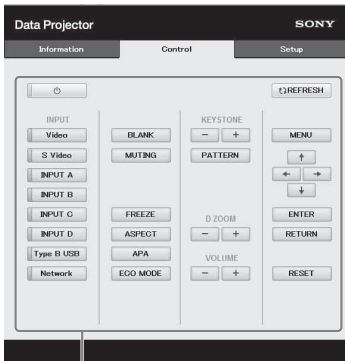 Data Projector SONY
Information Control Setup
REFRESH
INPUT KEYSTONE
Video BLANK − + MENU
S Video MUTING PATTERN ↑
INPUT A ← →
INPUT B ↓
INPUT C FREEZE D ZOOM ENTER
INPUT D ASPECT − + RETURN
Type B USB APA VOLUME
Network ECO MODE − + RESET